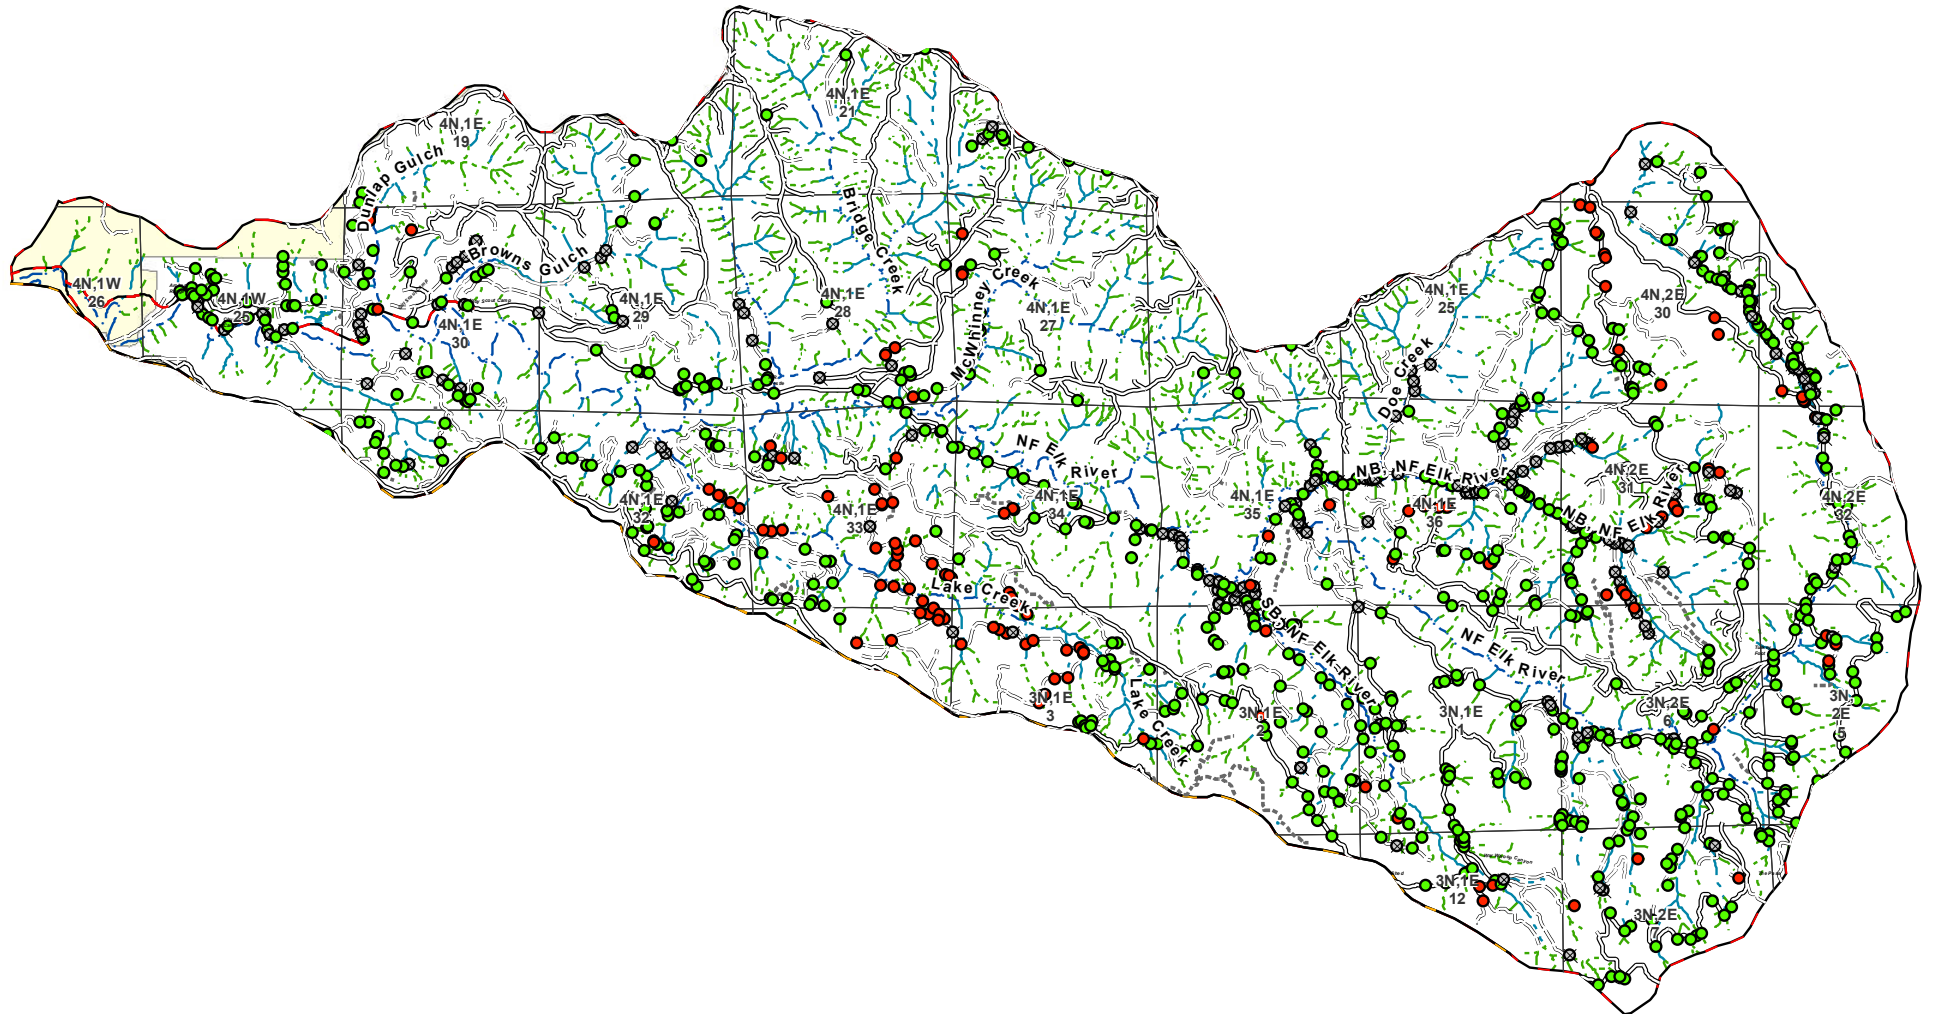 4N,1E
21
4N,1E
19
Dunlap Gulch
Bridge Creek
Browns Gulch
4N,1W
26
4N,1W
25
4N,1E
30
4N,1E
29
4N,1E
28
McWhinney Creek
4N,1E
27
4N,1E
25
4N,2E
30
Doe Creek
NF Elk River
NB NF Elk River
4N,1E
32
4N,1E
33
4N,1E
34
4N,1E
35
4N,1E
36
4N,2E
31
NB NF Elk River
4N,2E
32
Lake Creek
SB NF Elk River
NF Elk River
3N,1E
3
Lake Creek
3N,1E
2
3N,1E
1
3N,2E
6
3N
2E
5
3N,1E
12
3N,2E
7